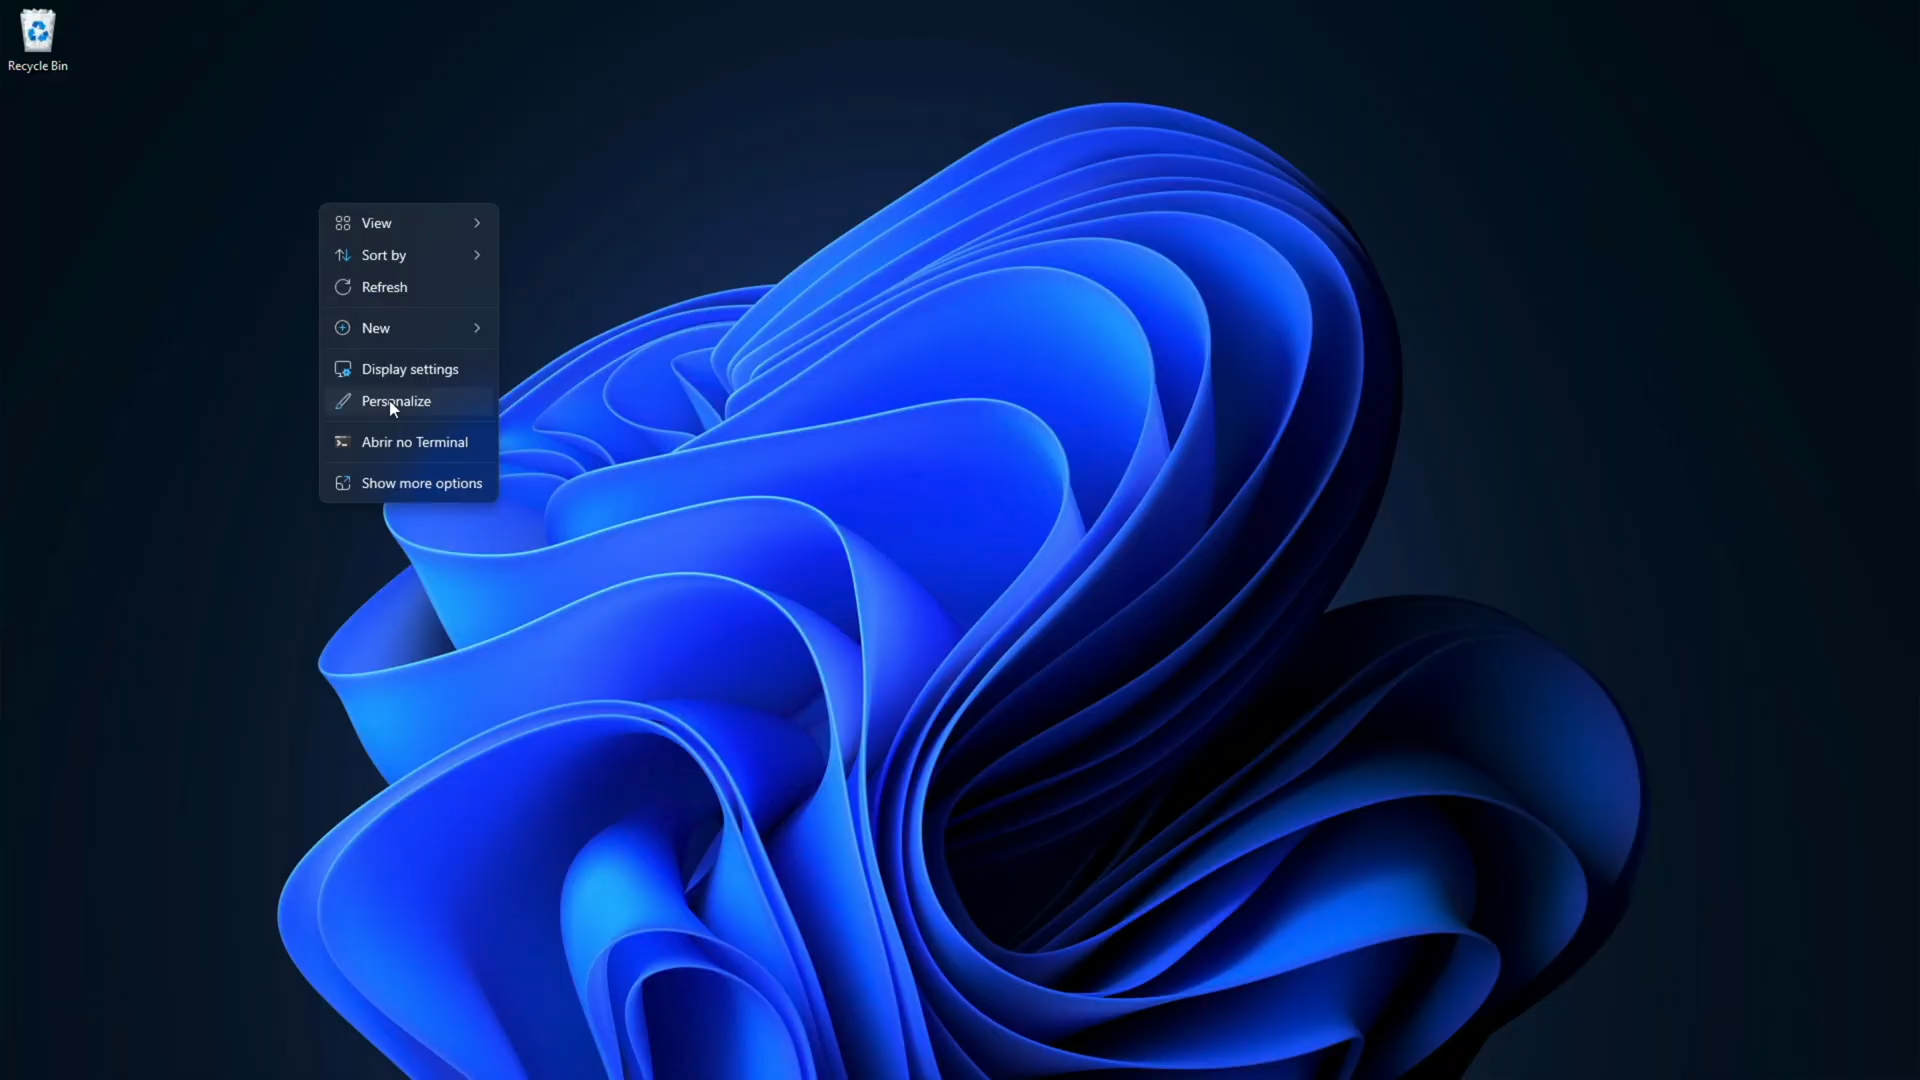 Recycle Bin
View
Sort by
Refresh
New
Display settings
Personalize
Abrir no Terminal
Show more options